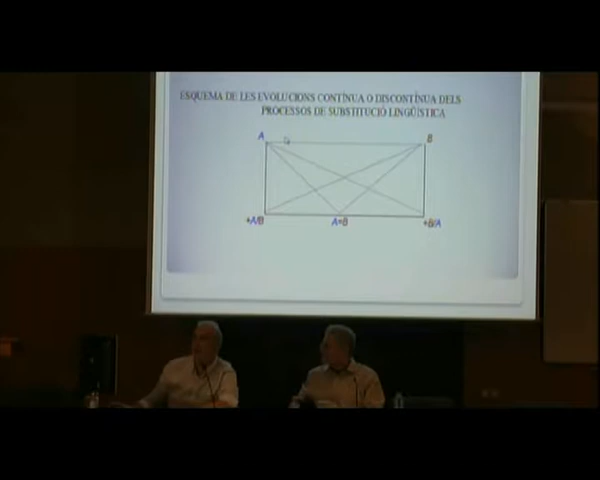 ESQUEMA DE LES EVOLUCIONS CONTÍNUA O DISCONTÍNUA DELS
PROCESSOS DE SUBSTITUCIÓ LINGÜÍSTICA
A B
+A/B A=B +B/A